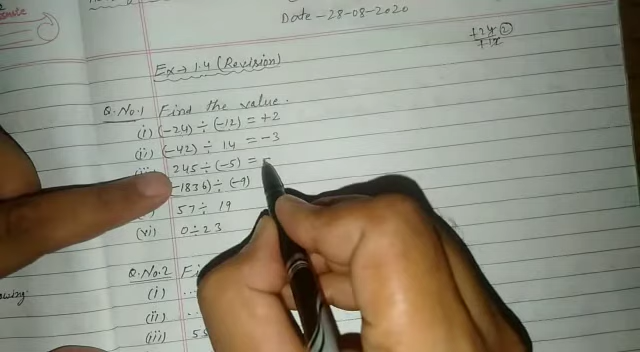 Date - 28-08-2020
Ex → 1.4 (Revision)
Q.No.1 Find the value.
(i) (-24) ÷ (-12) = +2
(ii) (-42) ÷ 14 = -3
245 ÷ (-5) =
-1836) ÷ (-9)
57 ÷ 19
(vi) 0 ÷ 23
Q.No.2
(i)
(ii)
(iii)